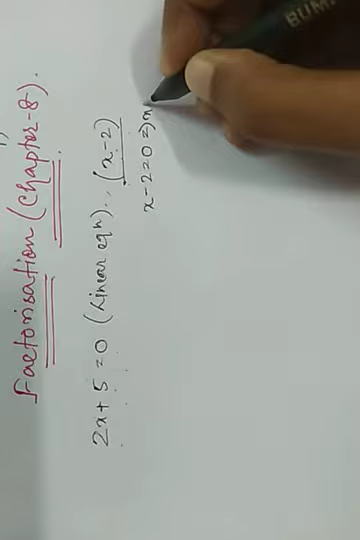 Factorisation (Chapter-8).
2x + 5 = 0 (Linear eqⁿ). , (x-2)
x-2=0 ⇒ x